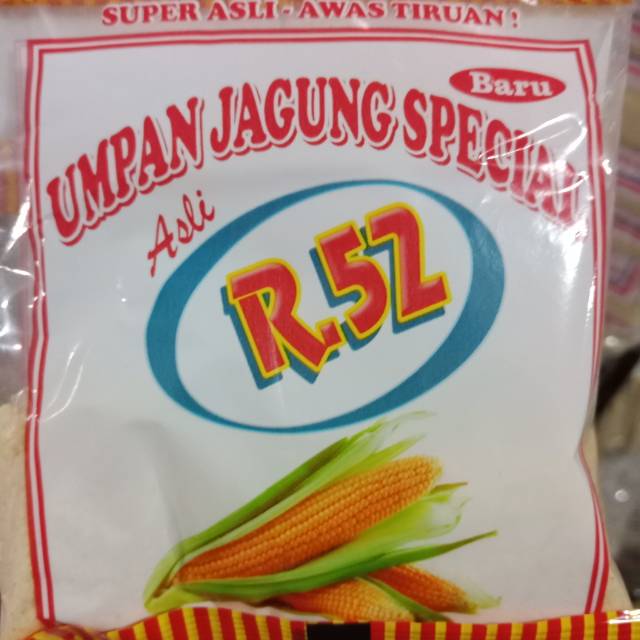 SUPER ASLI - AWAS TIRUAN !
Baru
UMPAN JAGUNG SPECIAL
Asli
R.52